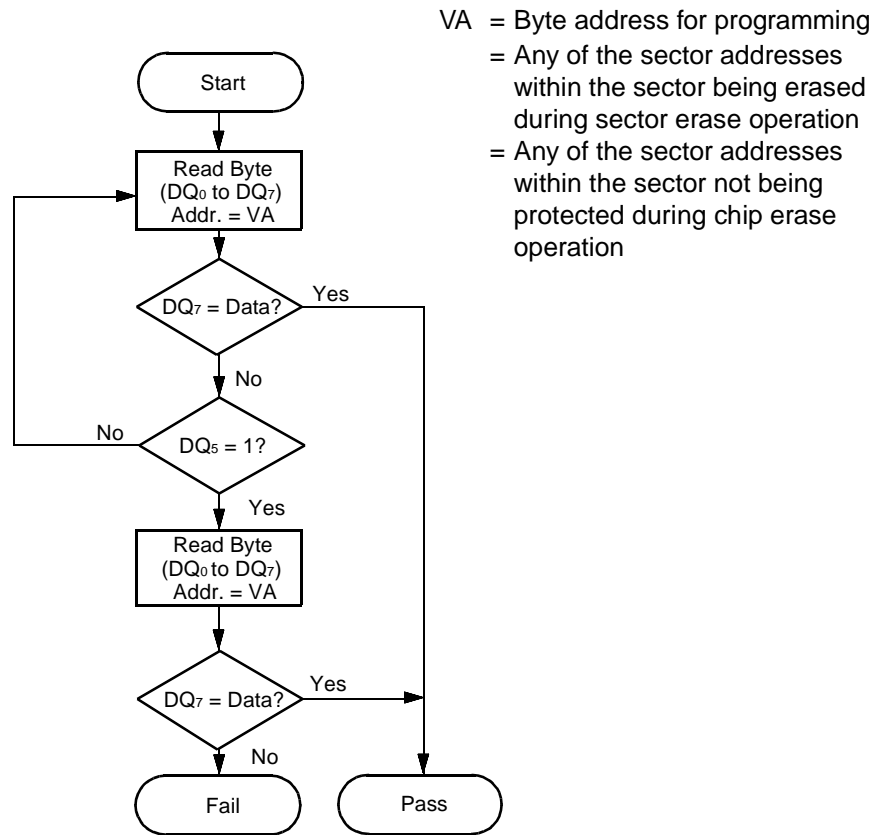 VA = Byte address for programming
= Any of the sector addresses
within the sector being erased
during sector erase operation
= Any of the sector addresses
within the sector not being
protected during chip erase
operation
Start
Read Byte
(DQ0 to DQ7)
Addr. = VA
DQ7 = Data?
Yes
No
DQ5 = 1?
No
Yes
Read Byte
(DQ0 to DQ7)
Addr. = VA
DQ7 = Data?
Yes
No
Fail
Pass